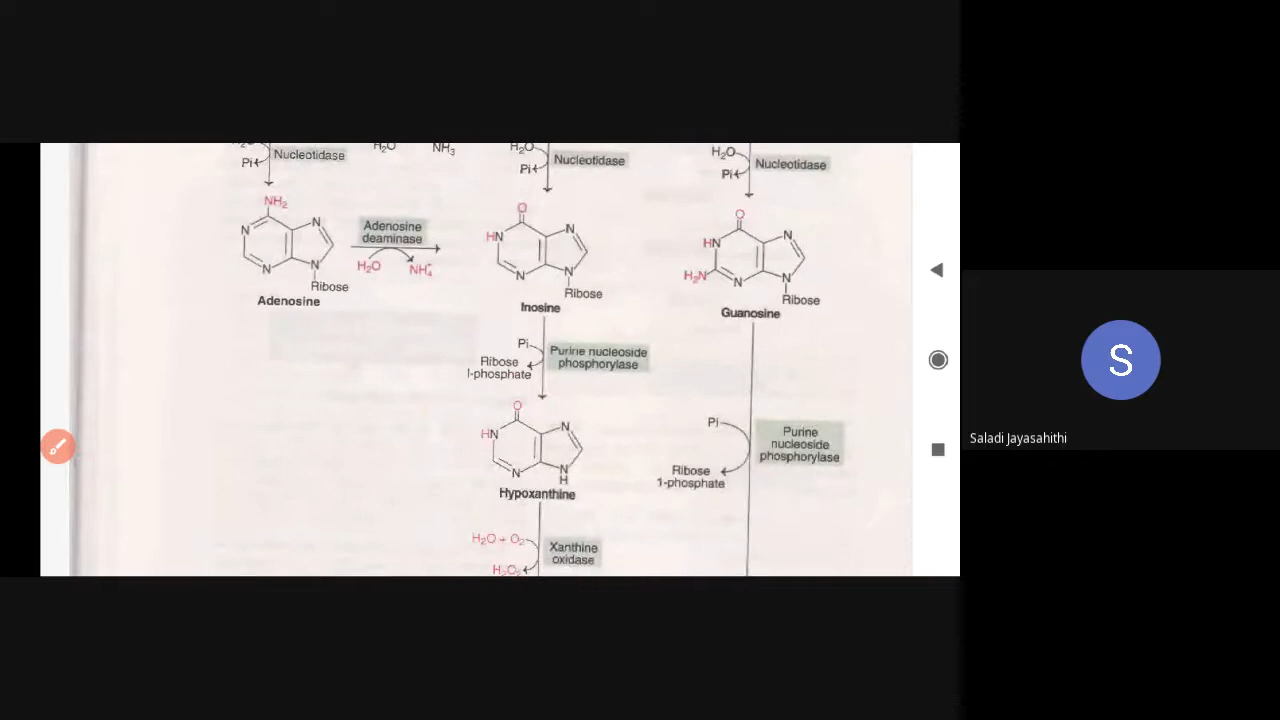 H₂O
Pi
Nucleotidase
H₂O
NH₃
H₂O
Pi
Nucleotidase
H₂O
Pi
Nucleotidase
NH₂
N
N
N
N
Ribose
Adenosine
Adenosine
deaminase
H₂O
NH₄⁺
O
HN
N
N
N
Ribose
Inosine
O
HN
H₂N
N
N
N
Ribose
Guanosine
Pi
Ribose
l-phosphate
Purine nucleoside
phosphorylase
O
HN
N
N
N
H
Hypoxanthine
Pi
Ribose
1-phosphate
Purine
nucleoside
phosphorylase
H₂O + O₂
H₂O₂
Xanthine
oxidase
S
Saladi Jayasahithi